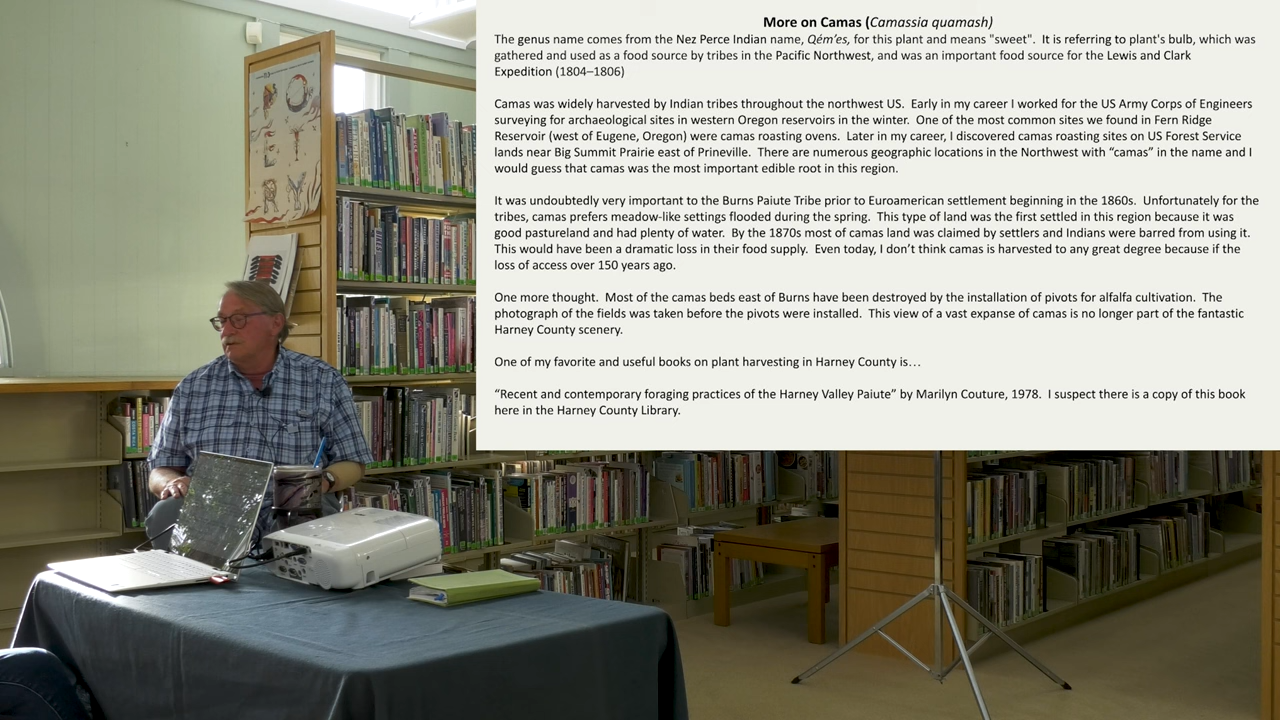 More on Camas (Camassia quamash)
The genus name comes from the Nez Perce Indian name, Qém'es, for this plant and means "sweet". It is referring to plant's bulb, which was
gathered and used as a food source by tribes in the Pacific Northwest, and was an important food source for the Lewis and Clark
Expedition (1804–1806)
Camas was widely harvested by Indian tribes throughout the northwest US. Early in my career I worked for the US Army Corps of Engineers
surveying for archaeological sites in western Oregon reservoirs in the winter. One of the most common sites we found in Fern Ridge
Reservoir (west of Eugene, Oregon) were camas roasting ovens. Later in my career, I discovered camas roasting sites on US Forest Service
lands near Big Summit Prairie east of Prineville. There are numerous geographic locations in the Northwest with “camas” in the name and I
would guess that camas was the most important edible root in this region.
It was undoubtedly very important to the Burns Paiute Tribe prior to Euroamerican settlement beginning in the 1860s. Unfortunately for the
tribes, camas prefers meadow-like settings flooded during the spring. This type of land was the first settled in this region because it was
good pastureland and had plenty of water. By the 1870s most of camas land was claimed by settlers and Indians were barred from using it.
This would have been a dramatic loss in their food supply. Even today, I don’t think camas is harvested to any great degree because if the
loss of access over 150 years ago.
One more thought. Most of the camas beds east of Burns have been destroyed by the installation of pivots for alfalfa cultivation. The
photograph of the fields was taken before the pivots were installed. This view of a vast expanse of camas is no longer part of the fantastic
Harney County scenery.
One of my favorite and useful books on plant harvesting in Harney County is…
“Recent and contemporary foraging practices of the Harney Valley Paiute” by Marilyn Couture, 1978. I suspect there is a copy of this book
here in the Harney County Library.